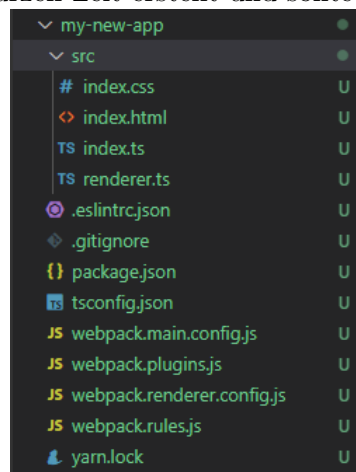 my-new-app
src
# index.css U
<> index.html U
TS index.ts U
TS renderer.ts U
.eslintrc.json U
.gitignore U
{} package.json U
TS tsconfig.json U
JS webpack.main.config.js U
JS webpack.plugins.js U
JS webpack.renderer.config.js U
JS webpack.rules.js U
yarn.lock U